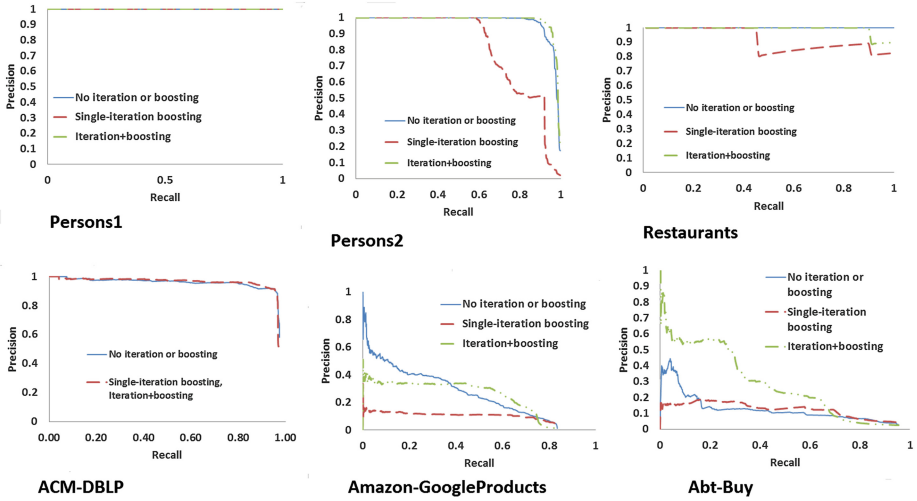 1
0.9
0.8
0.7
0.6
0.5
0.4
0.3
0.2
0.1
0
Precision
No iteration or boosting
Single-iteration boosting
Iteration+boosting
0
0.5
1
Recall
Persons1
1
0.9
0.8
0.7
0.6
0.5
0.4
0.3
0.2
0.1
0
Precision
No iteration or boosting
Single-iteration boosting
Iteration+boosting
0
0.2
0.4
0.6
0.8
1
Recall
Persons2
1
0.9
0.8
0.7
0.6
0.5
0.4
0.3
0.2
0.1
0
Precision
No iteration or boosting
Single-iteration boosting
Iteration+boosting
0
0.2
0.4
0.6
0.8
1
Recall
Restaurants
1
0.8
0.6
0.4
0.2
0
Precision
No iteration or boosting
Single-iteration boosting,
Iteration+boosting
0.00
0.20
0.40
0.60
0.80
1.00
Recall
ACM-DBLP
1
0.8
0.6
0.4
0.2
0
Precision
No iteration or boosting
Single-iteration boosting
Iteration+boosting
0
0.2
0.4
0.6
0.8
1
Recall
Amazon-GoogleProducts
1
0.9
0.8
0.7
0.6
0.5
0.4
0.3
0.2
0.1
0
Precision
No iteration or
boosting
Single-iteration
boosting
Iteration+boosting
0
0.2
0.4
0.6
0.8
1
Recall
Abt-Buy